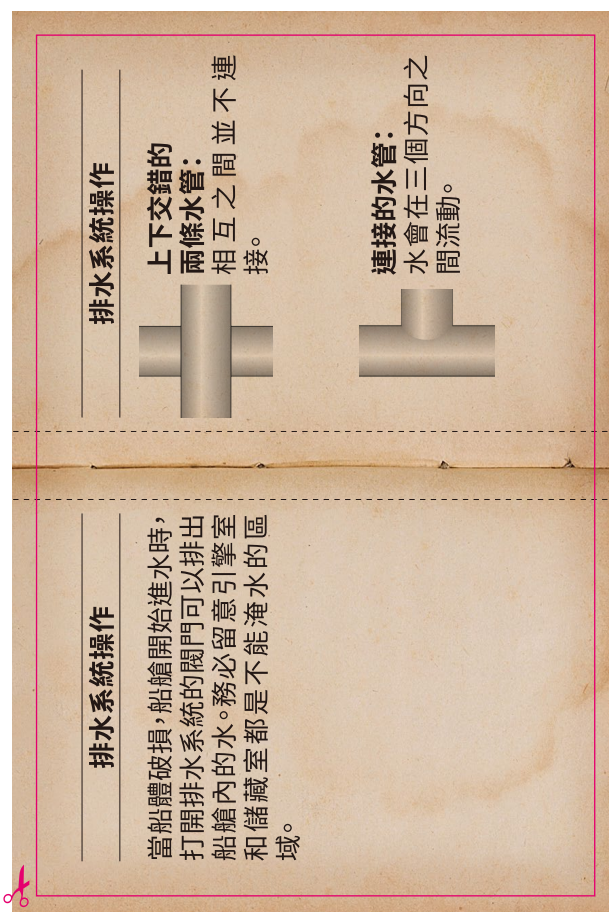 排水系統操作
當船體破損,船艙開始進水時,
打開排水系統的閥門可以排出
船艙內的水。務必留意引擎室
和儲藏室都是不能淹水的區
域。
排水系統操作
上下交錯的
兩條水管:
相互之間並不連
接。
連接的水管:
水會在三個方向之
間流動。